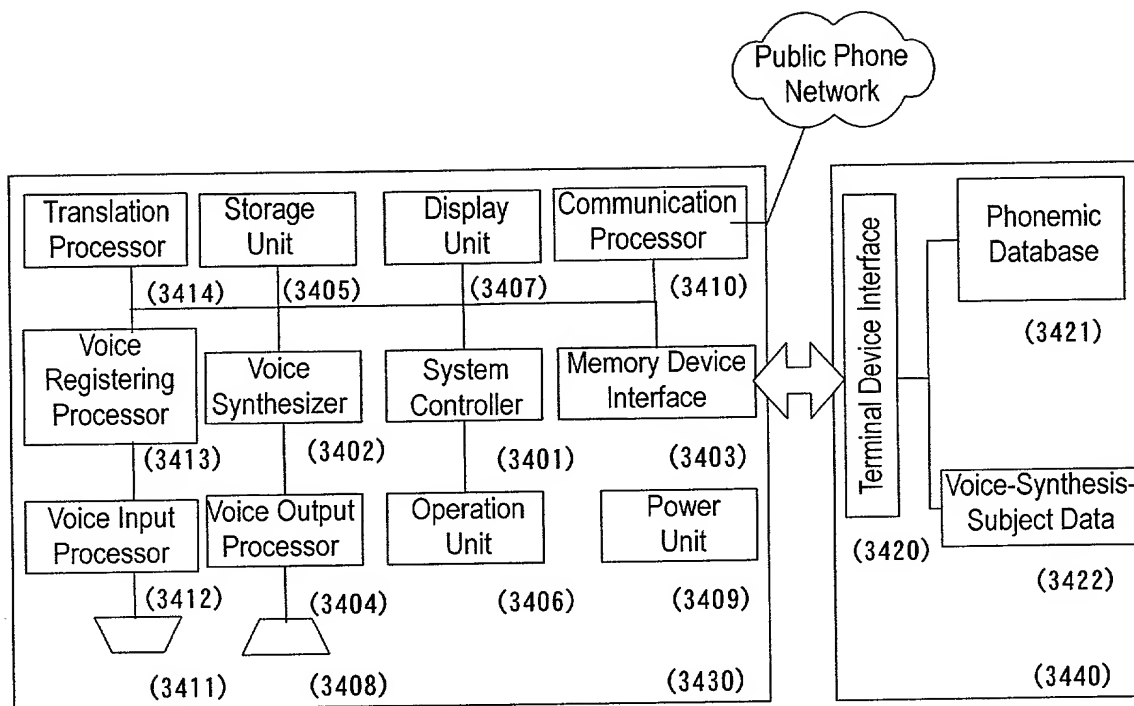 Public Phone
Network
Translation
Processor
(3414)
Storage
Unit
(3405)
Display
Unit
(3407)
Communication
Processor
(3410)
Voice
Registering
Processor
(3413)
Voice
Synthesizer
(3402)
System
Controller
(3401)
Memory Device
Interface
(3403)
Voice Input
Processor
(3412)
Voice Output
Processor
(3404)
Operation
Unit
(3406)
Power
Unit
(3409)
(3411)
(3408)
(3430)
Terminal Device Interface
(3420)
Phonemic
Database
(3421)
Voice-Synthesis-
Subject Data
(3422)
(3440)